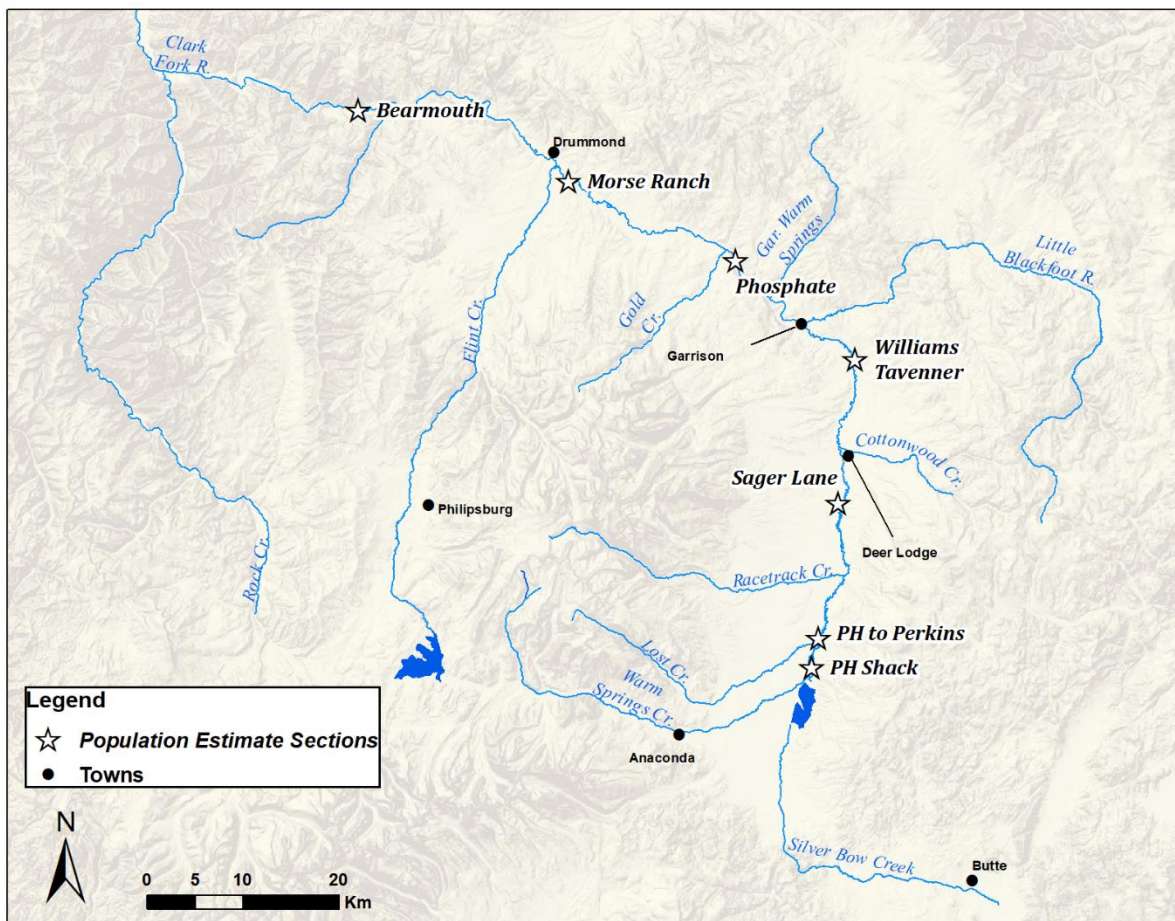 Clark
Fork R.
Bearmouth
Drummond
Morse Ranch
Gar. Warm
Springs
Little
Blackfoot R.
Phosphate
Gold
Cr.
Flint Cr.
Garrison
Williams
Tavenner
Cottonwood Cr.
Sager Lane
Philipsburg
Deer Lodge
Rock Cr.
Racetrack Cr.
PH to Perkins
Lost Cr.
PH Shack
Warm
Springs Cr.
Anaconda
Legend
Population Estimate Sections
Towns
Silver Bow Creek
Butte
N
0 5 10 20
Km